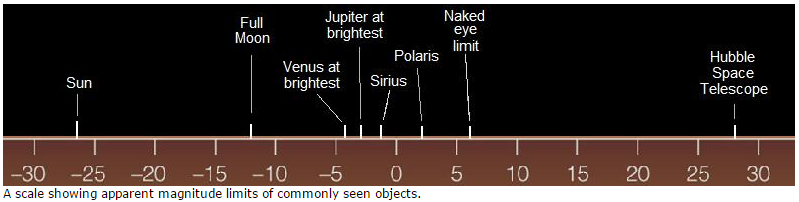 Sun
Full
Moon
Venus at
brightest
Jupiter at
brightest
Sirius
Polaris
Naked
eye
limit
Hubble
Space
Telescope
−30 −25 −20 −15 −10 −5 0 5 10 15 20 25 30
A scale showing apparent magnitude limits of commonly seen objects.